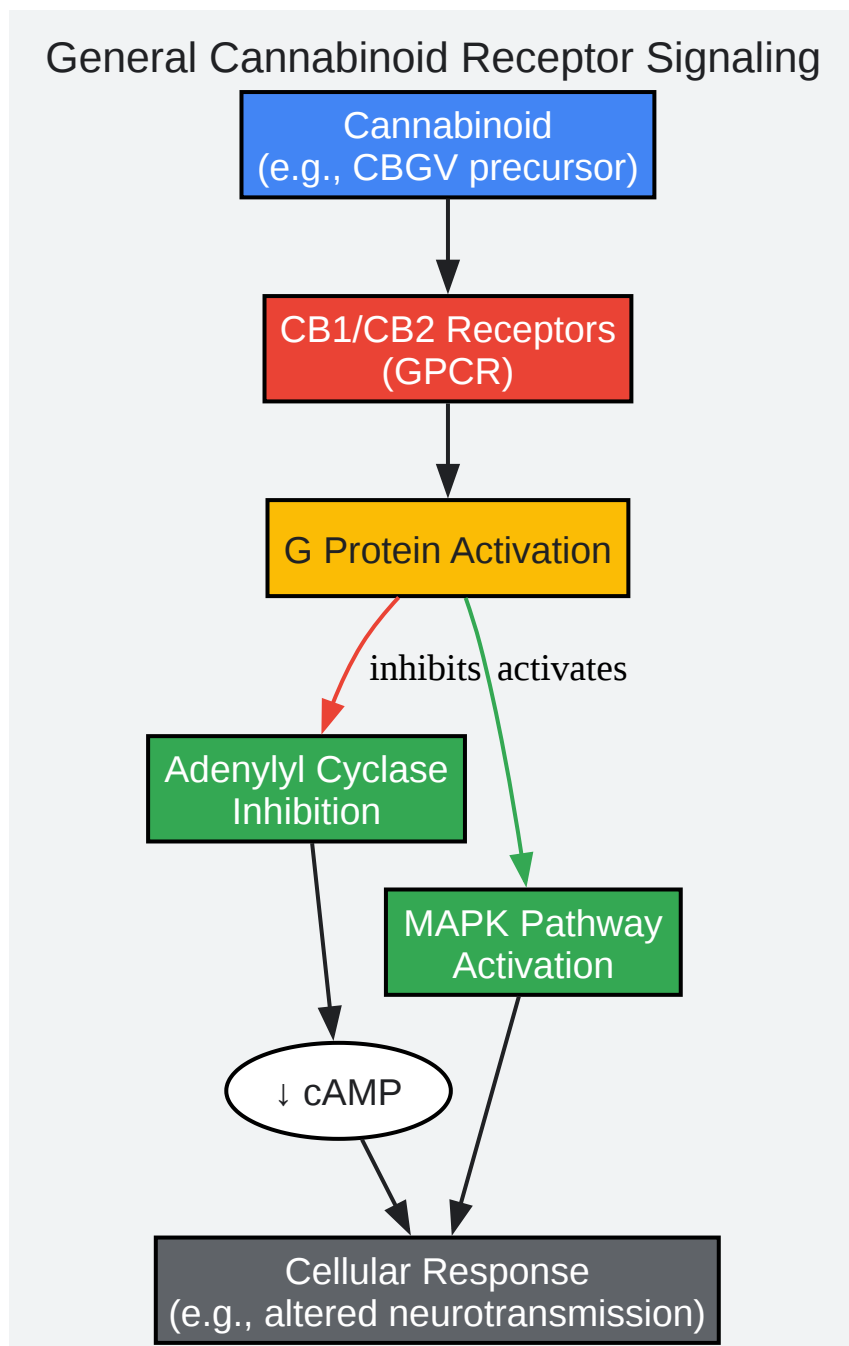 General Cannabinoid Receptor Signaling
Cannabinoid
(e.g., CBGV precursor)
CB1/CB2 Receptors
(GPCR)
G Protein Activation
inhibits
activates
Adenylyl Cyclase
Inhibition
MAPK Pathway
Activation
↓ cAMP
Cellular Response
(e.g., altered neurotransmission)